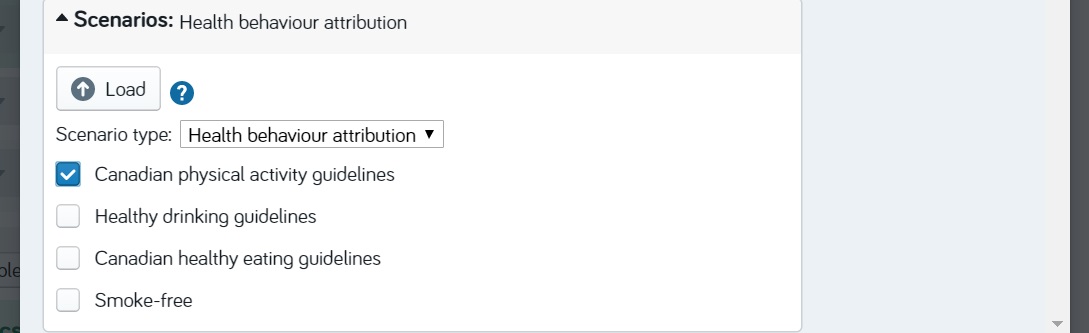 Scenarios: Health behaviour attribution
Load ?
Scenario type: Health behaviour attribution
Canadian physical activity guidelines
Healthy drinking guidelines
Canadian healthy eating guidelines
Smoke-free